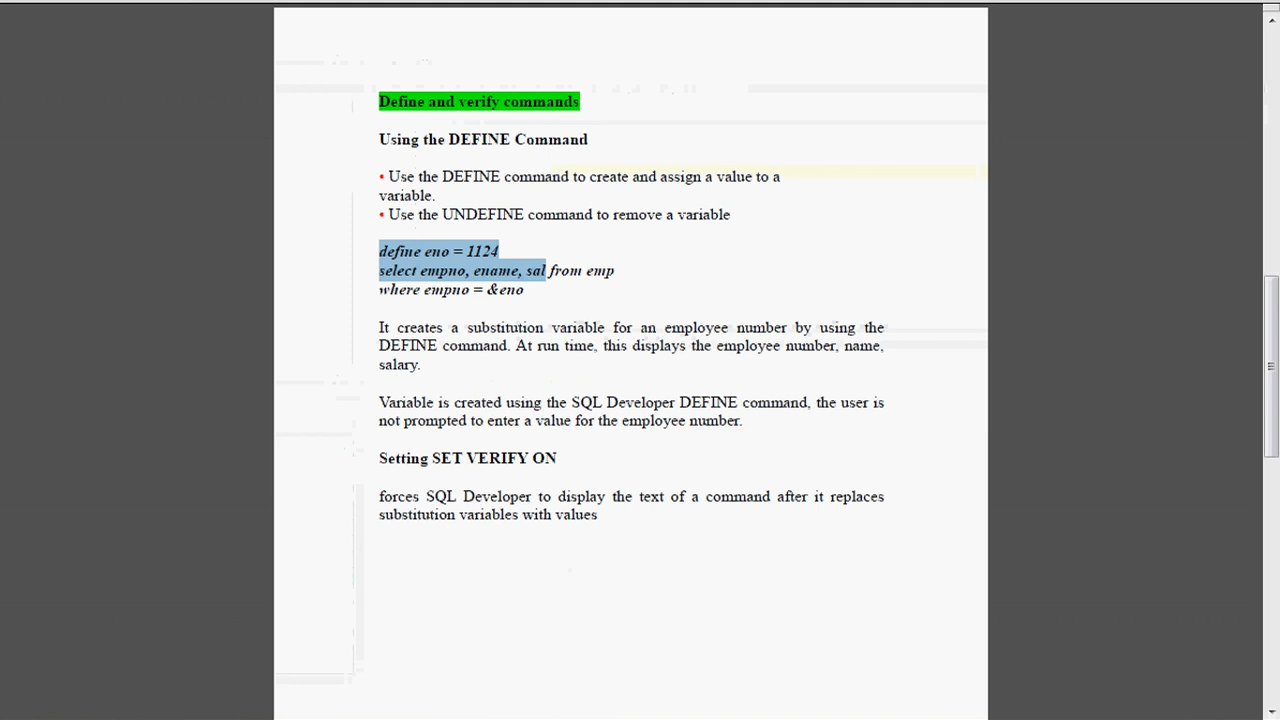 Define and verify commands
Using the DEFINE Command
• Use the DEFINE command to create and assign a value to a
variable.
• Use the UNDEFINE command to remove a variable
define eno = 1124
select empno, ename, sal from emp
where empno = &eno
It creates a substitution variable for an employee number by using the
DEFINE command. At run time, this displays the employee number, name,
salary.
Variable is created using the SQL Developer DEFINE command, the user is
not prompted to enter a value for the employee number.
Setting SET VERIFY ON
forces SQL Developer to display the text of a command after it replaces
substitution variables with values